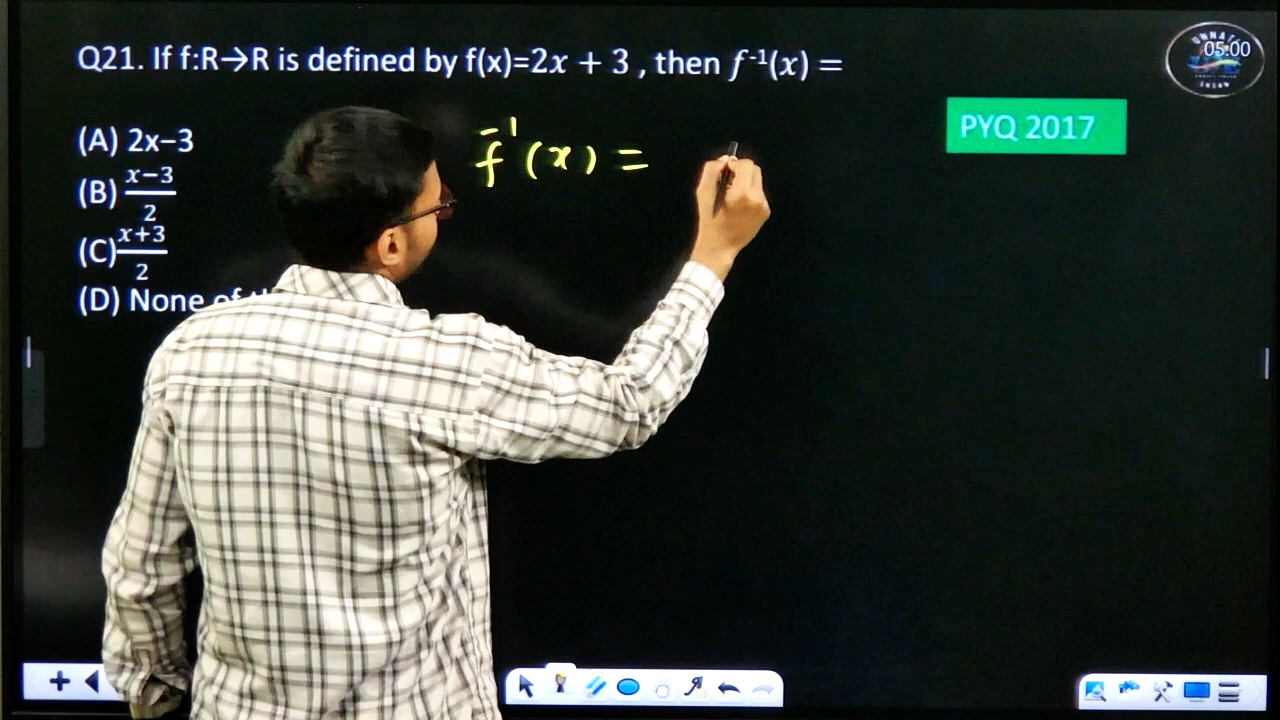 Q21. If f:R→R is defined by f(x)=2x + 3 , then f⁻¹(x) =
PYQ 2017
(A) 2x−3
(B) x−3/2
(C) x+3/2
(D) None of
f⁻¹(x) =
05:00